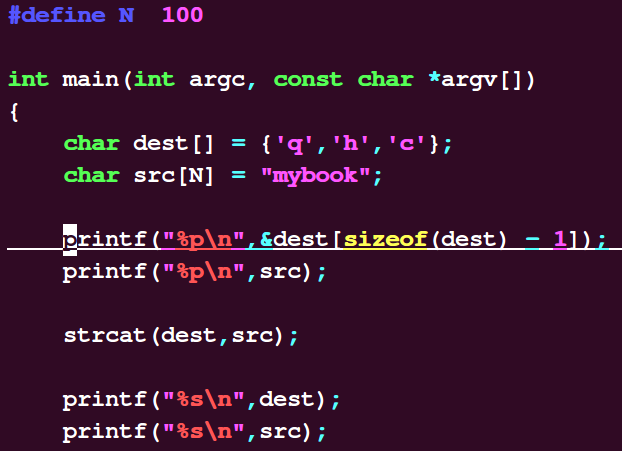 #define N  100
int main(int argc, const char *argv[])
{
    char dest[] = {'q','h','c'};
    char src[N] = "mybook";
    printf("%p\n",&dest[sizeof(dest) - 1]);
    printf("%p\n",src);
    strcat(dest,src);
    printf("%s\n",dest);
    printf("%s\n",src);